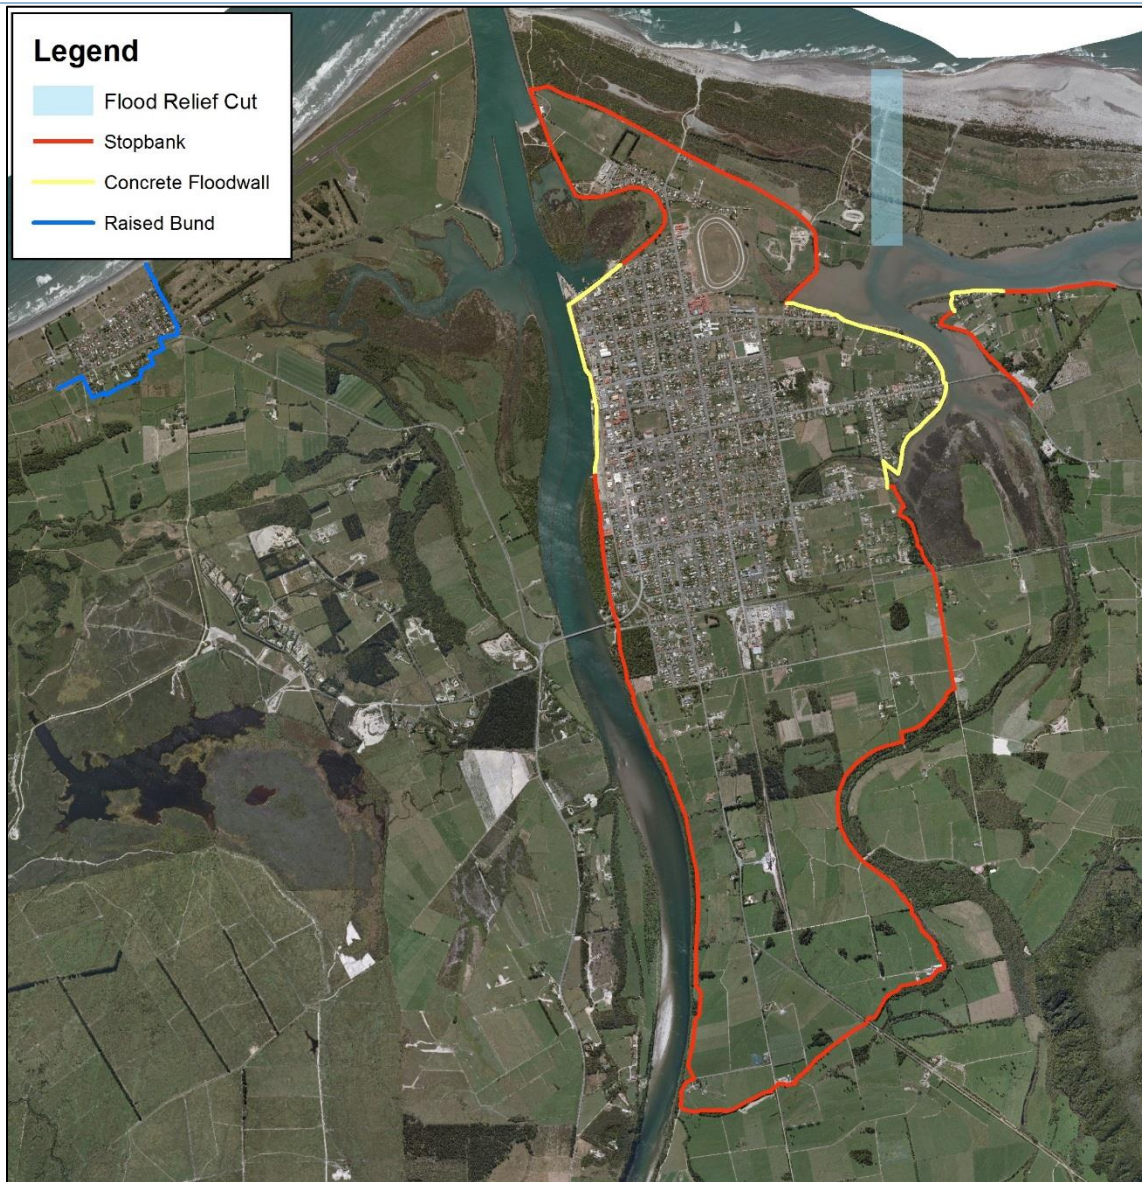 Legend
Flood Relief Cut
Stopbank
Concrete Floodwall
Raised Bund